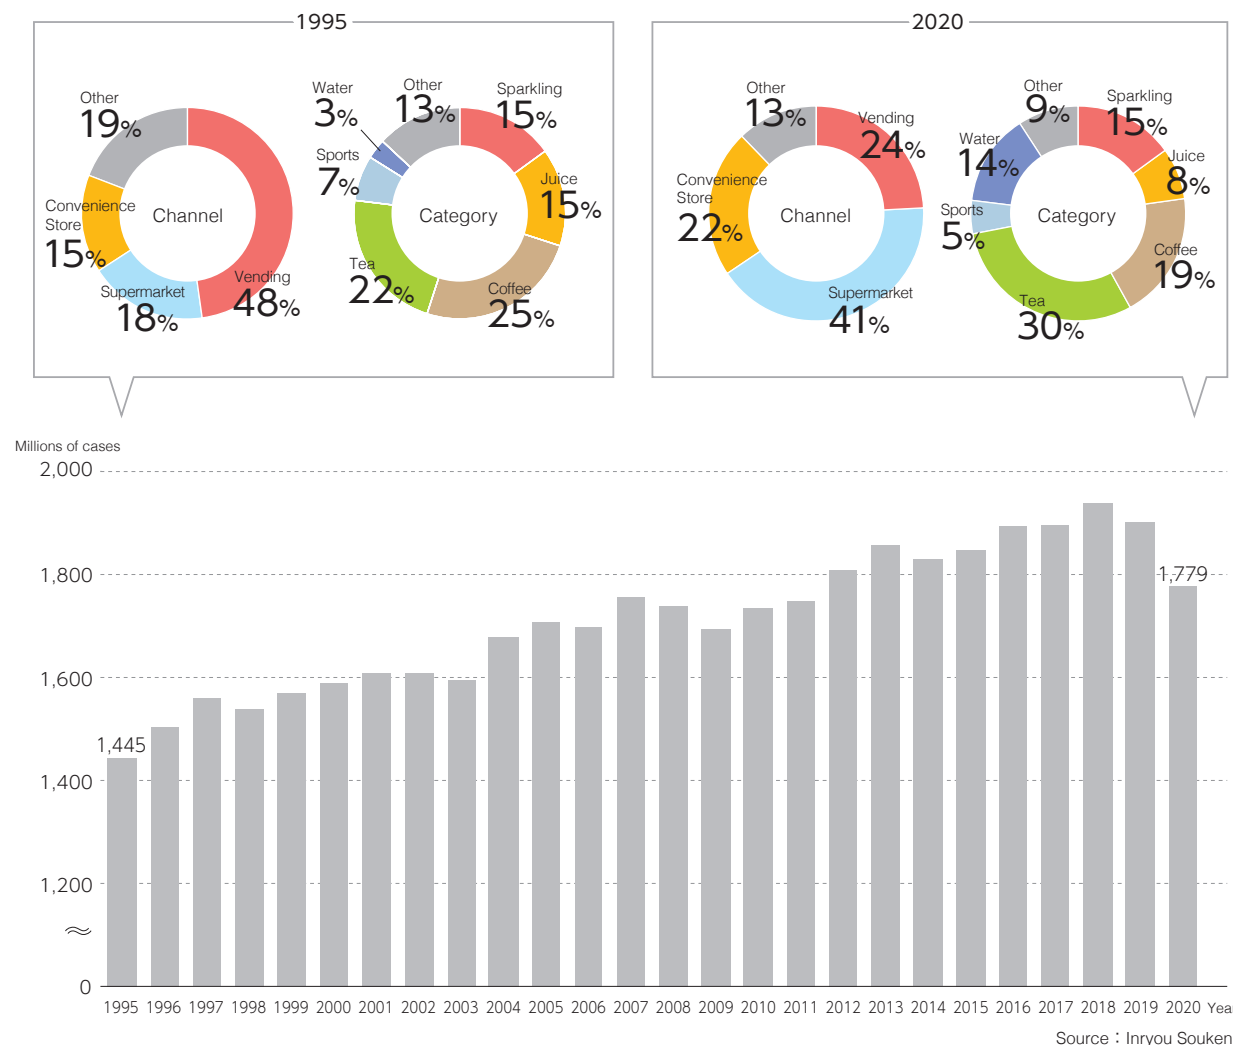 1995
Other
19%
Convenience
Store
15%
Supermarket
18%
Vending
48%
Channel
Water
3%
Other
13%
Sparkling
15%
Sports
7%
Juice
15%
Tea
22%
Coffee
25%
Category
2020
Other
13%
Vending
24%
Convenience
Store
22%
Supermarket
41%
Channel
Other
9%
Sparkling
15%
Water
14%
Juice
8%
Sports
5%
Coffee
19%
Tea
30%
Category
Millions of cases
2,000
1,800
1,600
1,400
1,200
0
1,445
1,779
1995 1996 1997 1998 1999 2000 2001 2002 2003 2004 2005 2006 2007 2008 2009 2010 2011 2012 2013 2014 2015 2016 2017 2018 2019 2020 Year
Source：Inryou Souken